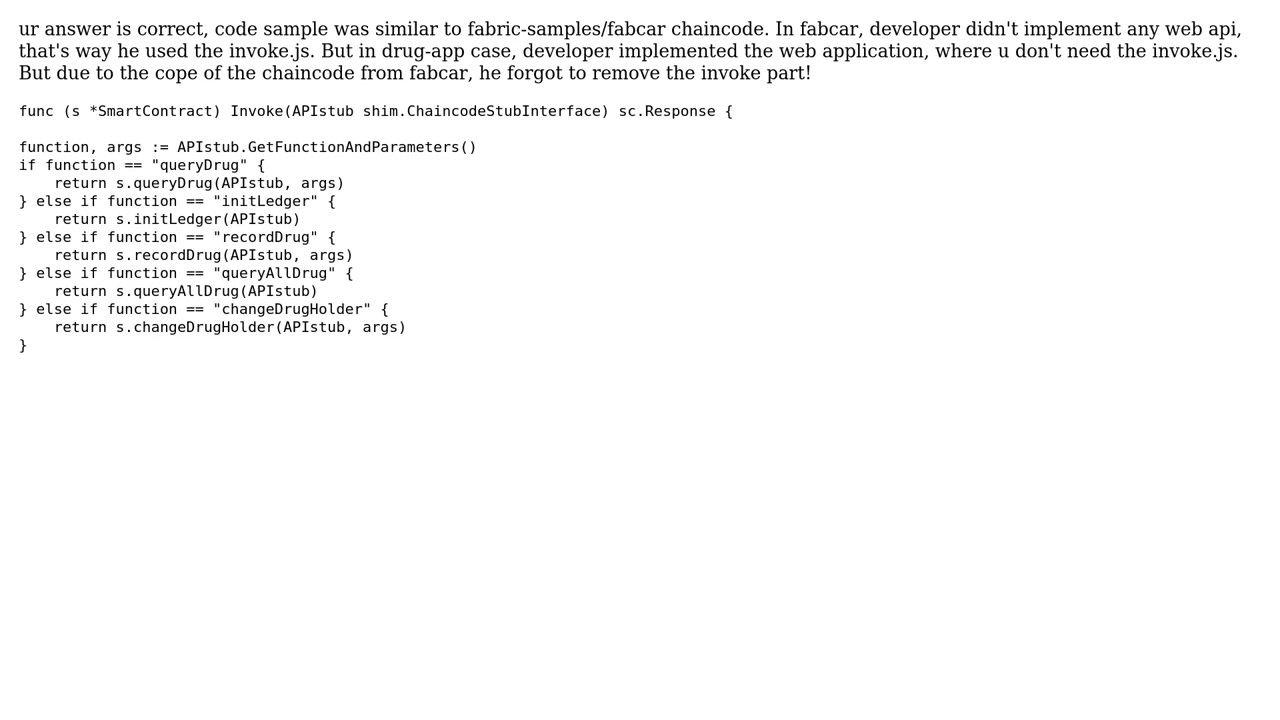 ur answer is correct, code sample was similar to fabric-samples/fabcar chaincode. In fabcar, developer didn't implement any web api,
that's way he used the invoke.js. But in drug-app case, developer implemented the web application, where u don't need the invoke.js.
But due to the cope of the chaincode from fabcar, he forgot to remove the invoke part!
func (s *SmartContract) Invoke(APIstub shim.ChaincodeStubInterface) sc.Response {
function, args := APIstub.GetFunctionAndParameters()
if function == "queryDrug" {
    return s.queryDrug(APIstub, args)
} else if function == "initLedger" {
    return s.initLedger(APIstub)
} else if function == "recordDrug" {
    return s.recordDrug(APIstub, args)
} else if function == "queryAllDrug" {
    return s.queryAllDrug(APIstub)
} else if function == "changeDrugHolder" {
    return s.changeDrugHolder(APIstub, args)
}